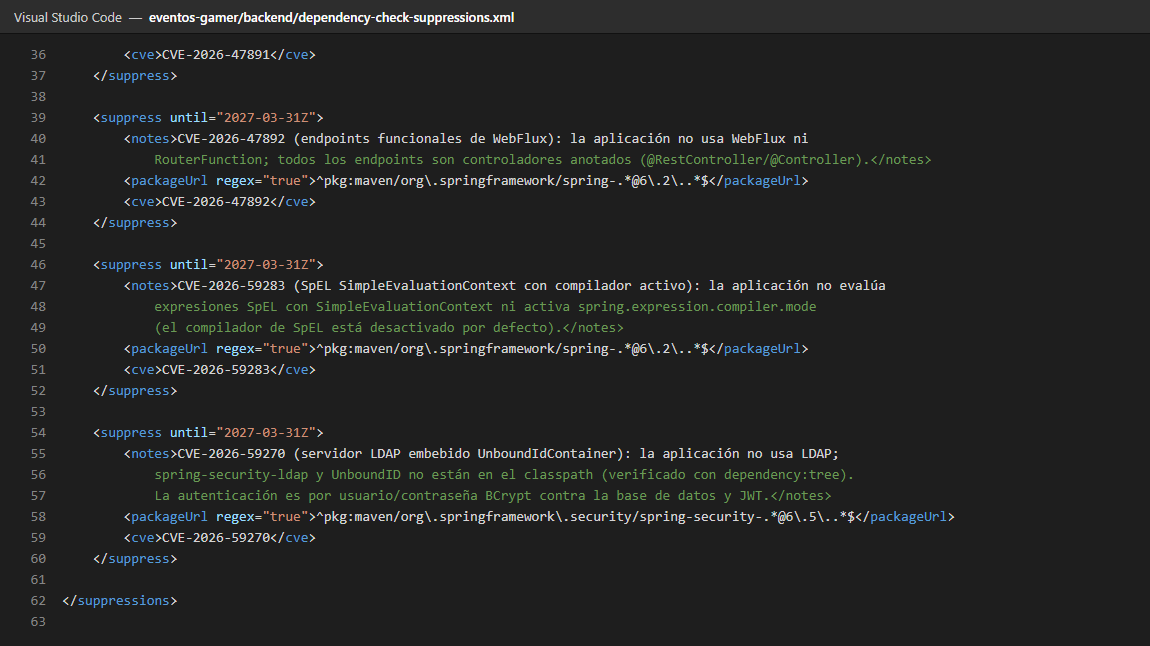 Visual Studio Code — eventos-gamer/backend/dependency-check-suppressions.xml
36 <cve>CVE-2026-47891</cve>
37 </suppress>
38
39 <suppress until="2027-03-31Z">
40 <notes>CVE-2026-47892 (endpoints funcionales de WebFlux): la aplicación no usa WebFlux ni
41 RouterFunction; todos los endpoints son controladores anotados (@RestController/@Controller).</notes>
42 <packageUrl regex="true">^pkg:maven/org\.springframework/spring-.*@6\.2\..*$</packageUrl>
43 <cve>CVE-2026-47892</cve>
44 </suppress>
45
46 <suppress until="2027-03-31Z">
47 <notes>CVE-2026-59283 (SpEL SimpleEvaluationContext con compilador activo): la aplicación no evalúa
48 expresiones SpEL con SimpleEvaluationContext ni activa spring.expression.compiler.mode
49 (el compilador de SpEL está desactivado por defecto).</notes>
50 <packageUrl regex="true">^pkg:maven/org\.springframework/spring-.*@6\.2\..*$</packageUrl>
51 <cve>CVE-2026-59283</cve>
52 </suppress>
53
54 <suppress until="2027-03-31Z">
55 <notes>CVE-2026-59270 (servidor LDAP embebido UnboundIdContainer): la aplicación no usa LDAP;
56 spring-security-ldap y UnboundID no están en el classpath (verificado con dependency:tree).
57 La autenticación es por usuario/contraseña BCrypt contra la base de datos y JWT.</notes>
58 <packageUrl regex="true">^pkg:maven/org\.springframework\.security/spring-security-.*@6\.5\..*$</packageUrl>
59 <cve>CVE-2026-59270</cve>
60 </suppress>
61
62 </suppressions>
63